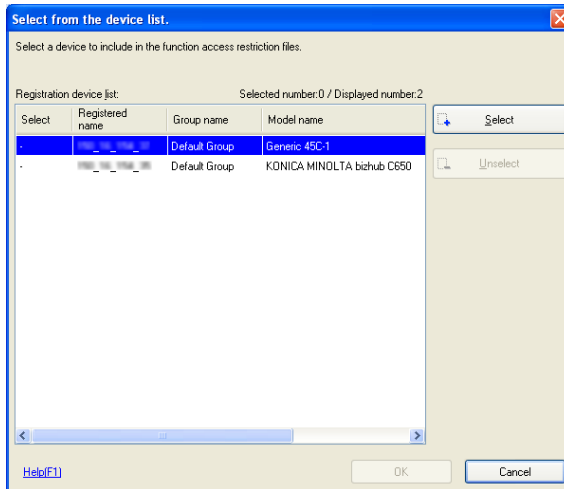 Select from the device list.
Select a device to include in the function access restriction files.
Registration device list: Selected number:0 / Displayed number:2
Select Registered name Group name Model name
- Default Group Generic 45C-1
- Default Group KONICA MINOLTA bizhub C650
Select
Unselect
Help(F1) OK Cancel